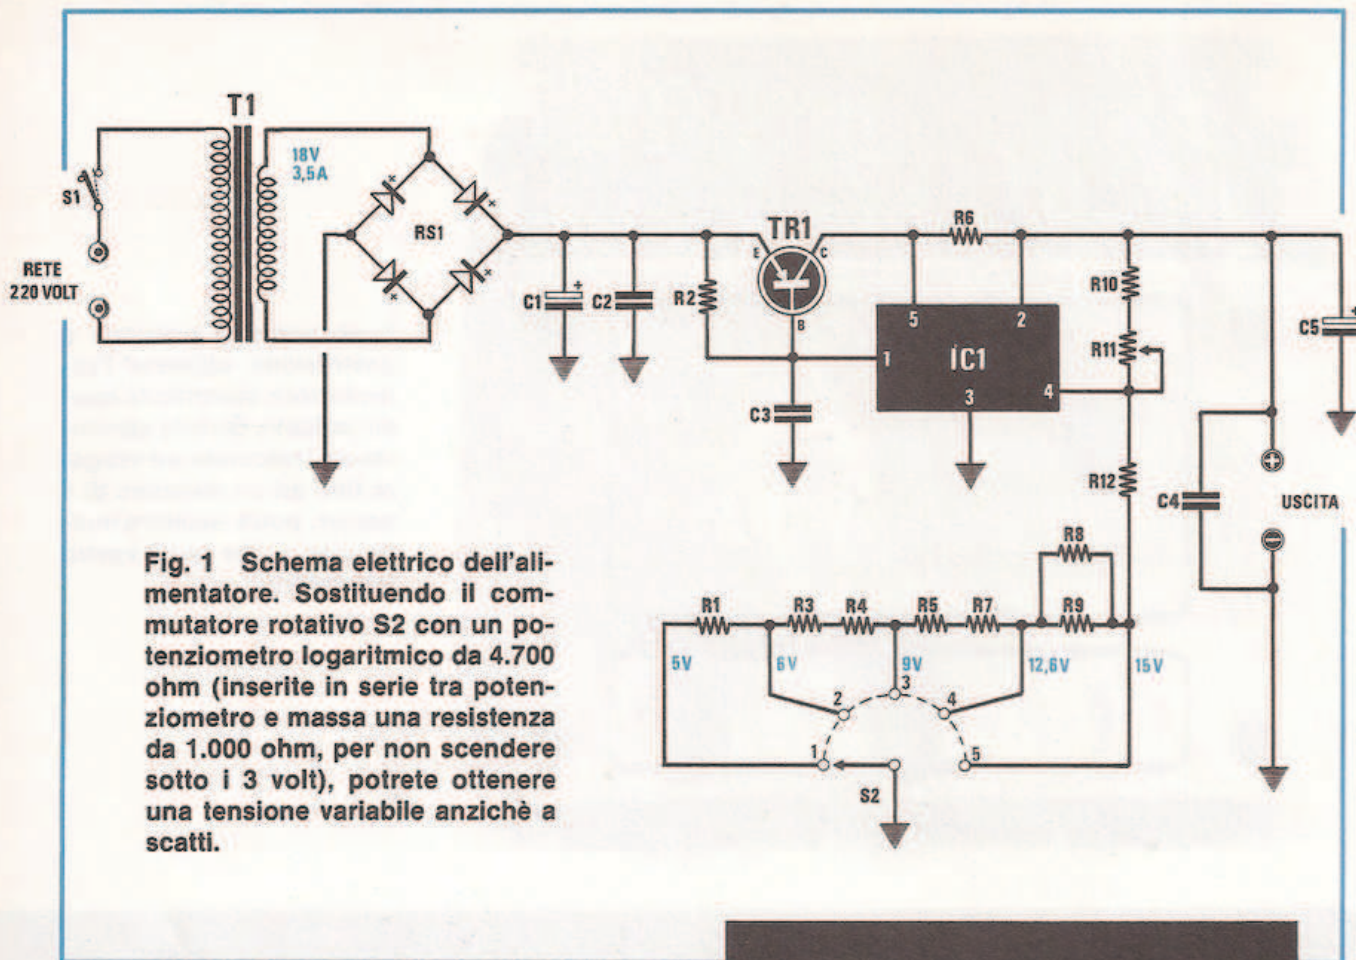 T1
18V
3,5A
S1
RETE
220 VOLT
RS1
C1
+
C2
R2
TR1
E
C
B
R6
5
2
1
IC1
3
4
C3
R10
R11
R12
C5
+
C4
USCITA
R8
R1
R3
R4
R5
R7
R9
5V
6V
9V
12,6V
15V
1
2
3
4
5
S2
Fig. 1 Schema elettrico dell'ali-
mentatore. Sostituendo il com-
mutatore rotativo S2 con un po-
tenziometro logaritmico da 4.700
ohm (inserite in serie tra poten-
ziometro e massa una resistenza
da 1.000 ohm, per non scendere
sotto i 3 volt), potrete ottenere
una tensione variabile anzichè a
scatti.